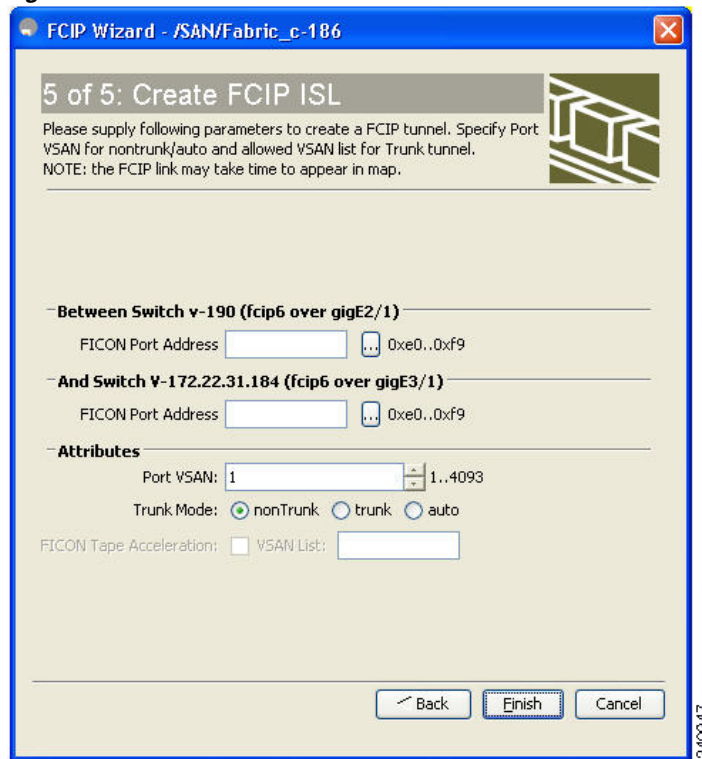 FCIP Wizard - /SAN/Fabric_c-186
5 of 5: Create FCIP ISL
Please supply following parameters to create a FCIP tunnel. Specify Port
VSAN for nontrunk/auto and allowed VSAN list for Trunk tunnel.
NOTE: the FCIP link may take time to appear in map.
Between Switch v-190 (fcip6 over gigE2/1)
FICON Port Address ... 0xe0..0xf9
And Switch V-172.22.31.184 (fcip6 over gigE3/1)
FICON Port Address ... 0xe0..0xf9
Attributes
Port VSAN: 1 1..4093
Trunk Mode: nonTrunk trunk auto
FICON Tape Acceleration: VSAN List:
Back Finish Cancel